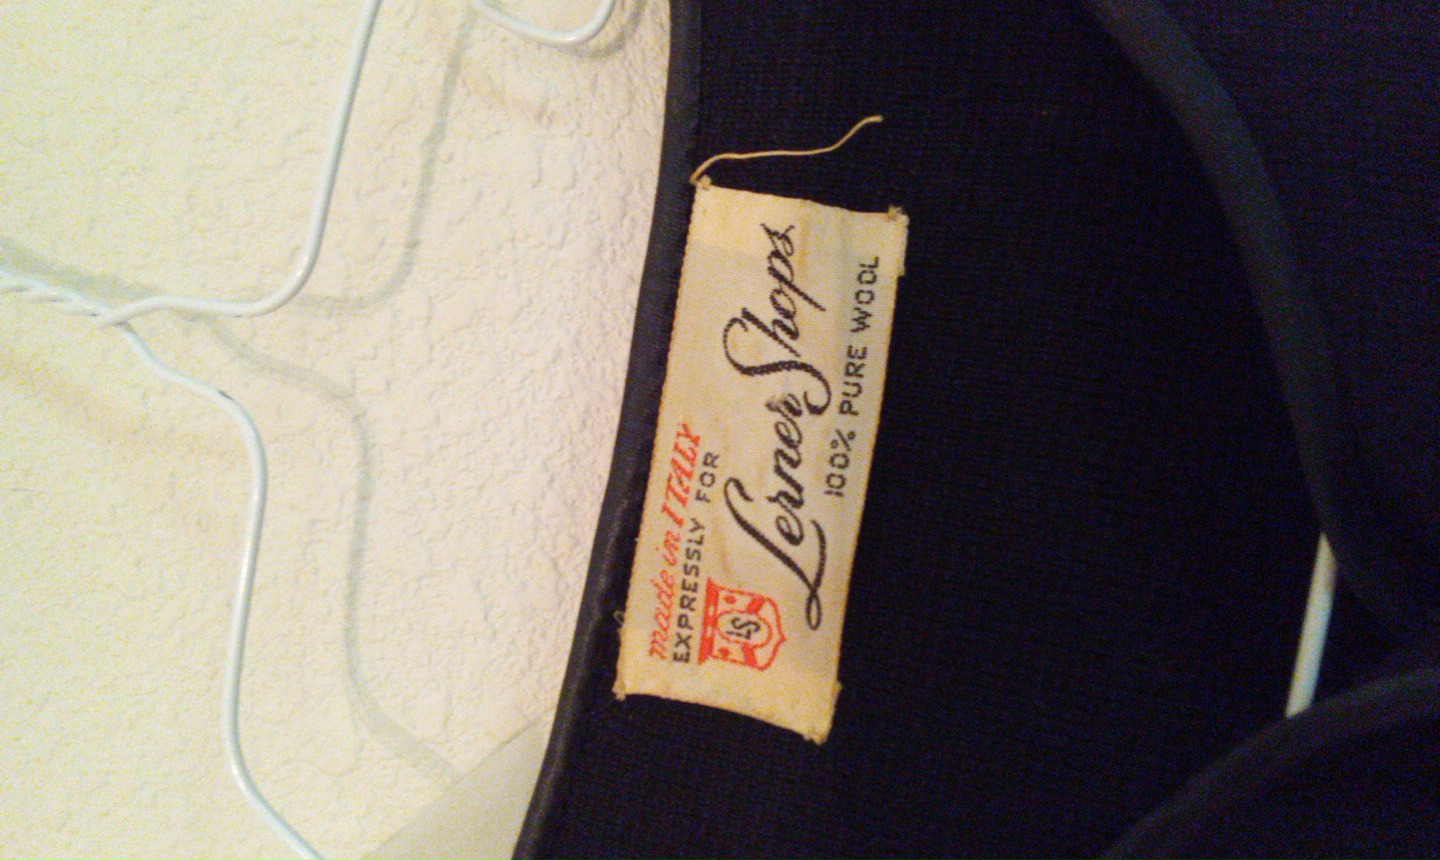 made in ITALY
EXPRESSLY FOR
LS
Lerner Shops
100% PURE WOOL